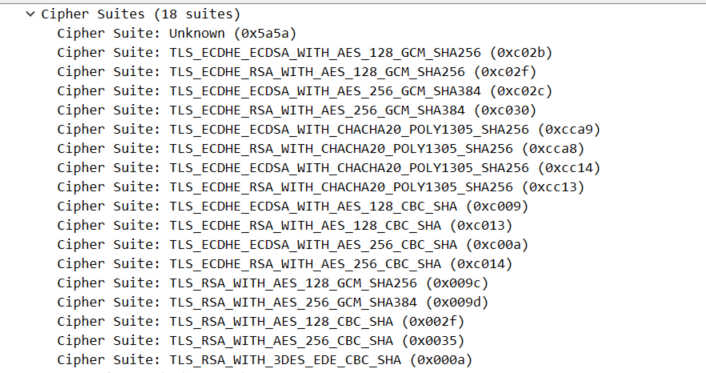 Cipher Suites (18 suites)
Cipher Suite: Unknown (0x5a5a)
Cipher Suite: TLS_ECDHE_ECDSA_WITH_AES_128_GCM_SHA256 (0xc02b)
Cipher Suite: TLS_ECDHE_RSA_WITH_AES_128_GCM_SHA256 (0xc02f)
Cipher Suite: TLS_ECDHE_ECDSA_WITH_AES_256_GCM_SHA384 (0xc02c)
Cipher Suite: TLS_ECDHE_RSA_WITH_AES_256_GCM_SHA384 (0xc030)
Cipher Suite: TLS_ECDHE_ECDSA_WITH_CHACHA20_POLY1305_SHA256 (0xcca9)
Cipher Suite: TLS_ECDHE_RSA_WITH_CHACHA20_POLY1305_SHA256 (0xcca8)
Cipher Suite: TLS_ECDHE_ECDSA_WITH_CHACHA20_POLY1305_SHA256 (0xcc14)
Cipher Suite: TLS_ECDHE_RSA_WITH_CHACHA20_POLY1305_SHA256 (0xcc13)
Cipher Suite: TLS_ECDHE_ECDSA_WITH_AES_128_CBC_SHA (0xc009)
Cipher Suite: TLS_ECDHE_RSA_WITH_AES_128_CBC_SHA (0xc013)
Cipher Suite: TLS_ECDHE_ECDSA_WITH_AES_256_CBC_SHA (0xc00a)
Cipher Suite: TLS_ECDHE_RSA_WITH_AES_256_CBC_SHA (0xc014)
Cipher Suite: TLS_RSA_WITH_AES_128_GCM_SHA256 (0x009c)
Cipher Suite: TLS_RSA_WITH_AES_256_GCM_SHA384 (0x009d)
Cipher Suite: TLS_RSA_WITH_AES_128_CBC_SHA (0x002f)
Cipher Suite: TLS_RSA_WITH_AES_256_CBC_SHA (0x0035)
Cipher Suite: TLS_RSA_WITH_3DES_EDE_CBC_SHA (0x000a)